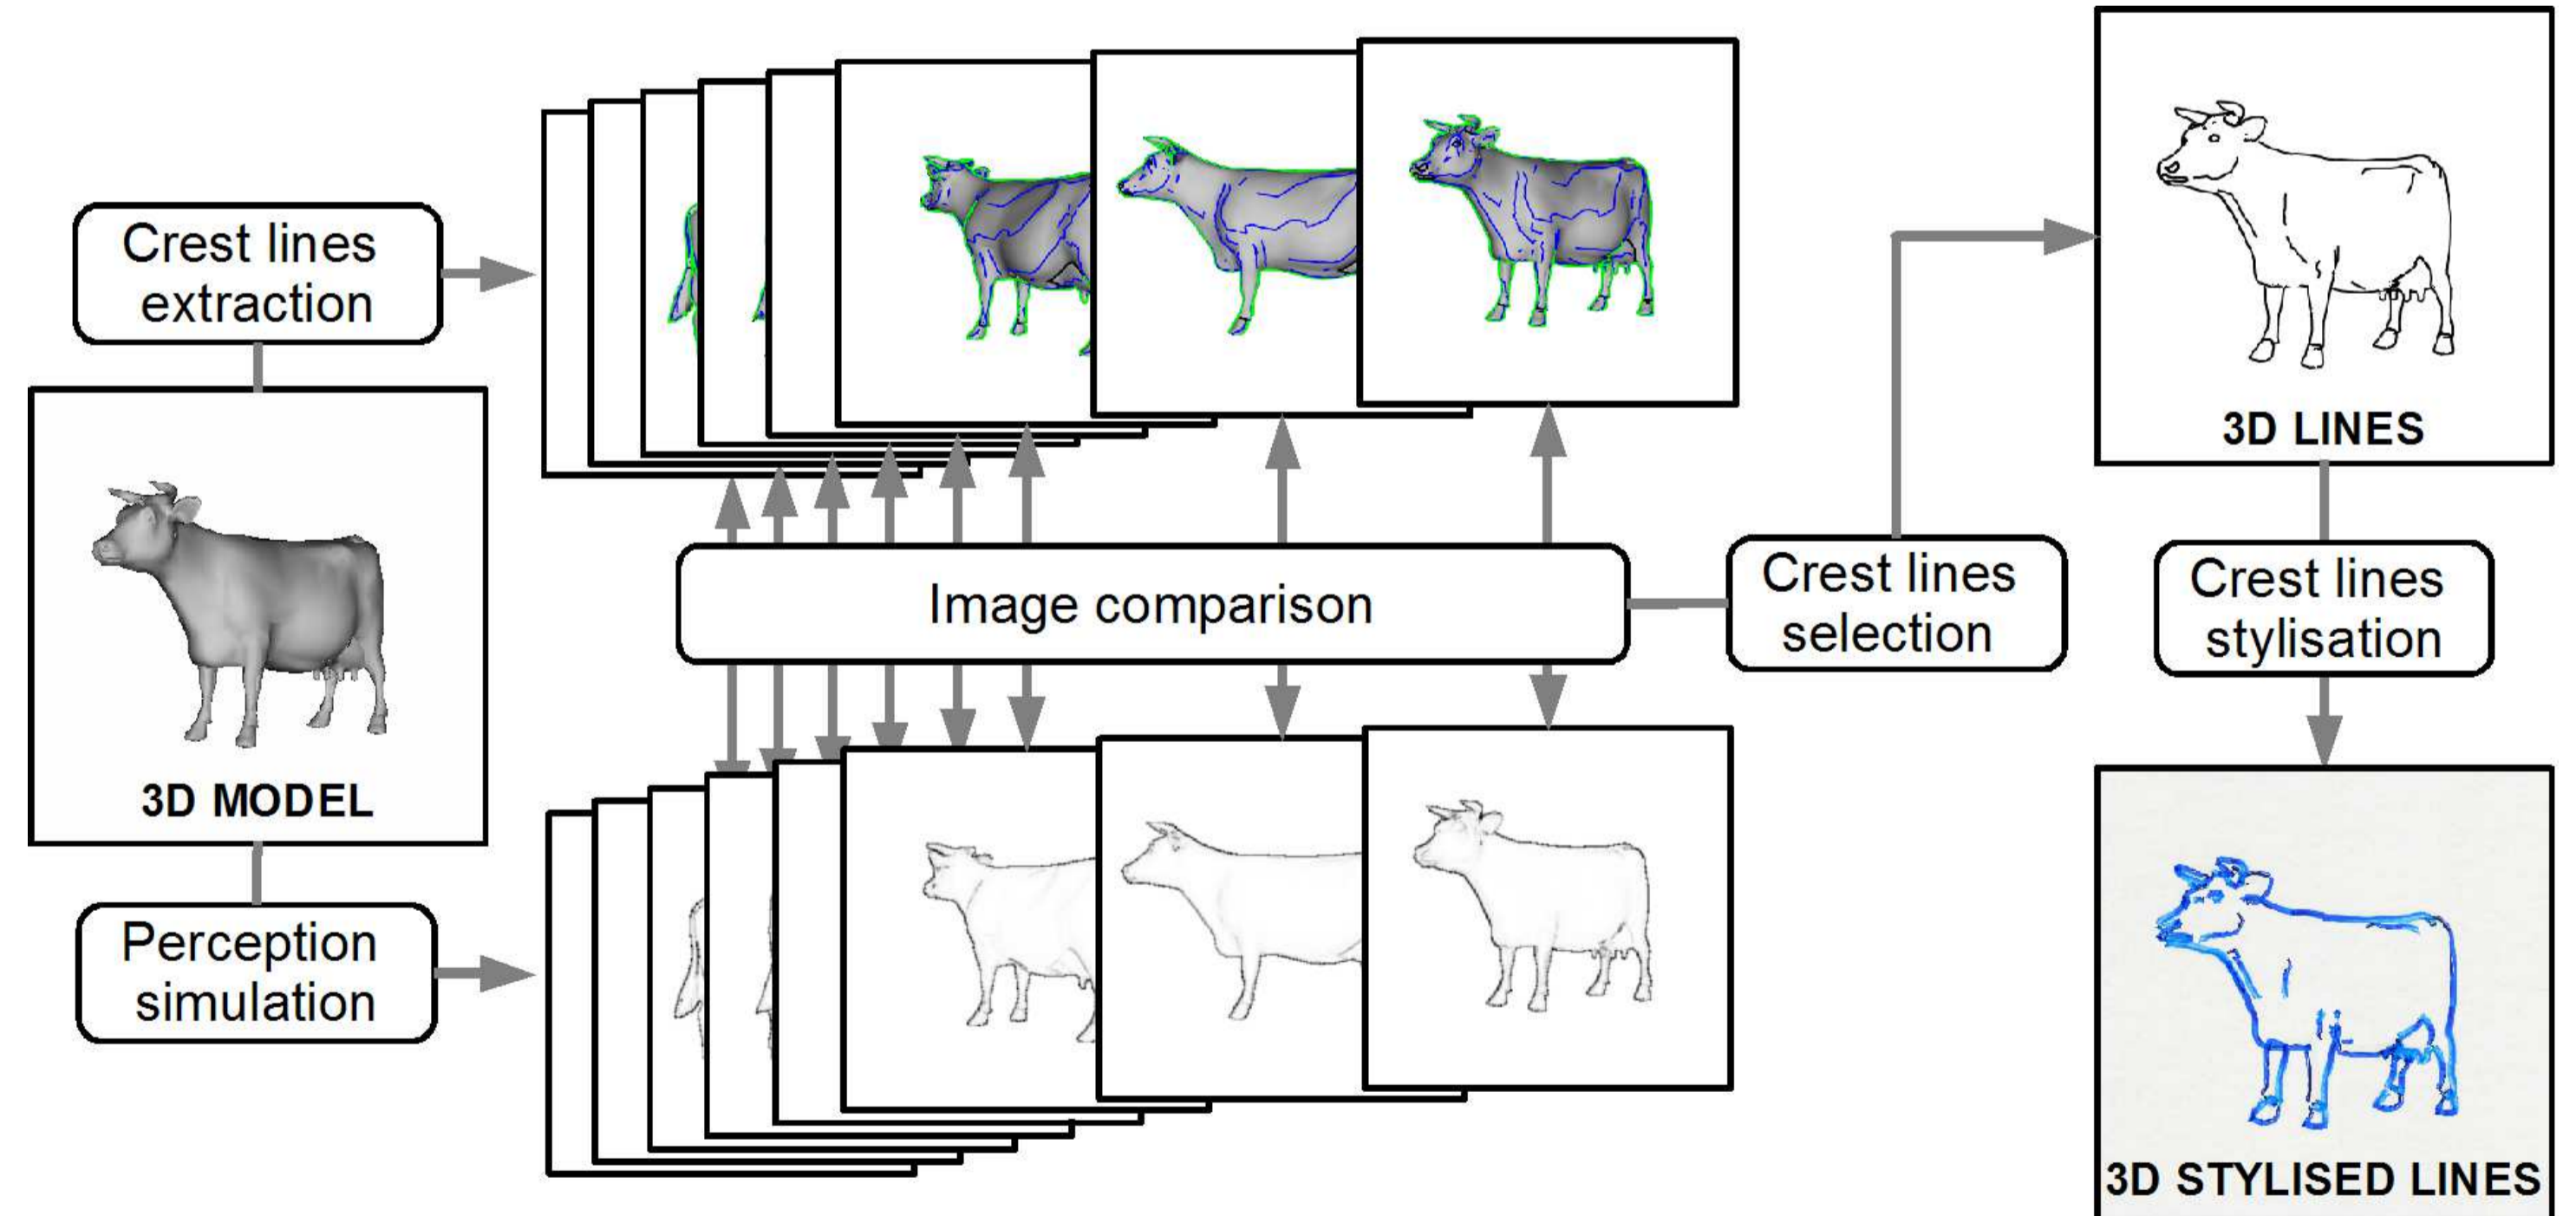 Crest lines
extraction
3D MODEL
Perception
simulation
Image comparison
Crest lines
selection
3D LINES
Crest lines
stylisation
3D STYLISED LINES